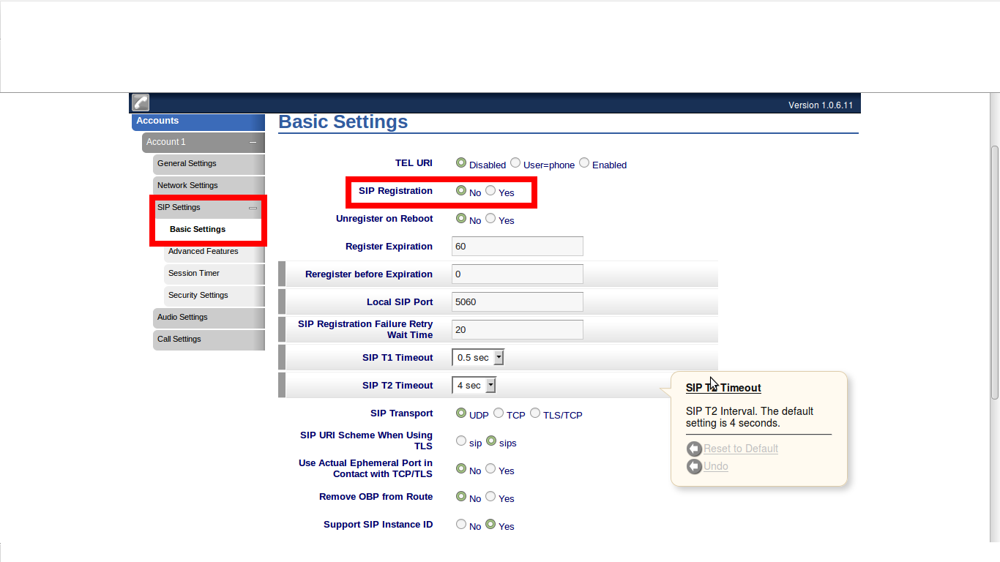 Version 1.0.6.11
Accounts
Account 1
General Settings
Network Settings
SIP Settings
Basic Settings
Advanced Features
Session Timer
Security Settings
Audio Settings
Call Settings
Basic Settings
TEL URI Disabled User=phone Enabled
SIP Registration No Yes
Unregister on Reboot No Yes
Register Expiration 60
Reregister before Expiration 0
Local SIP Port 5060
SIP Registration Failure Retry
Wait Time 20
SIP T1 Timeout 0.5 sec
SIP T2 Timeout 4 sec
SIP Transport UDP TCP TLS/TCP
SIP URI Scheme When Using
TLS sip sips
Use Actual Ephemeral Port in
Contact with TCP/TLS No Yes
Remove OBP from Route No Yes
Support SIP Instance ID No Yes
SIP Timeout
SIP T2 Interval. The default
setting is 4 seconds.
Reset to Default
Undo